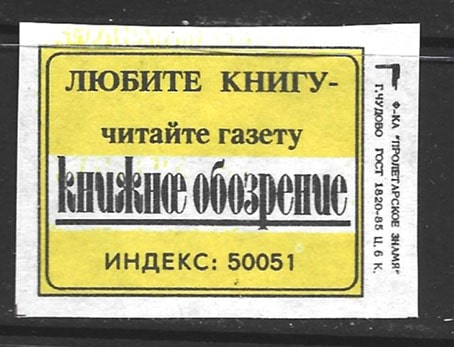 ЛЮБИТЕ КНИГУ-
читайте газету
книжное обозрение
ИНДЕКС: 50051
Ф-КА "ПРОЛЕТАРСКОЕ ЗНАМЯ"
Г.ЧУДОВО ГОСТ 1820-85 Ц. 6 К.